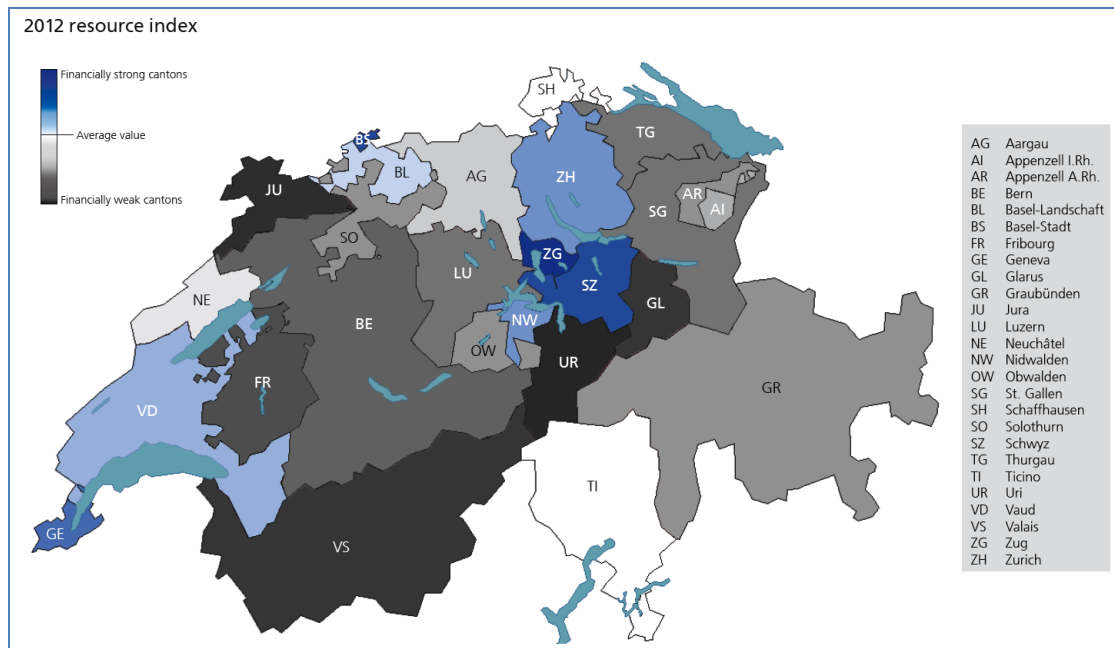 2012 resource index
Financially strong cantons
Average value
Financially weak cantons
SH
TG
BS
BL
AG
ZH
JU
AR
AI
SG
SO
ZG
LU
SZ
NE
GL
BE
NW
OW
UR
FR
GR
VD
TI
GE
VS
AG Aargau
AI Appenzell I.Rh.
AR Appenzell A.Rh.
BE Bern
BL Basel-Landschaft
BS Basel-Stadt
FR Fribourg
GE Geneva
GL Glarus
GR Graubünden
JU Jura
LU Luzern
NE Neuchâtel
NW Nidwalden
OW Obwalden
SG St. Gallen
SH Schaffhausen
SO Solothurn
SZ Schwyz
TG Thurgau
TI Ticino
UR Uri
VD Vaud
VS Valais
ZG Zug
ZH Zurich